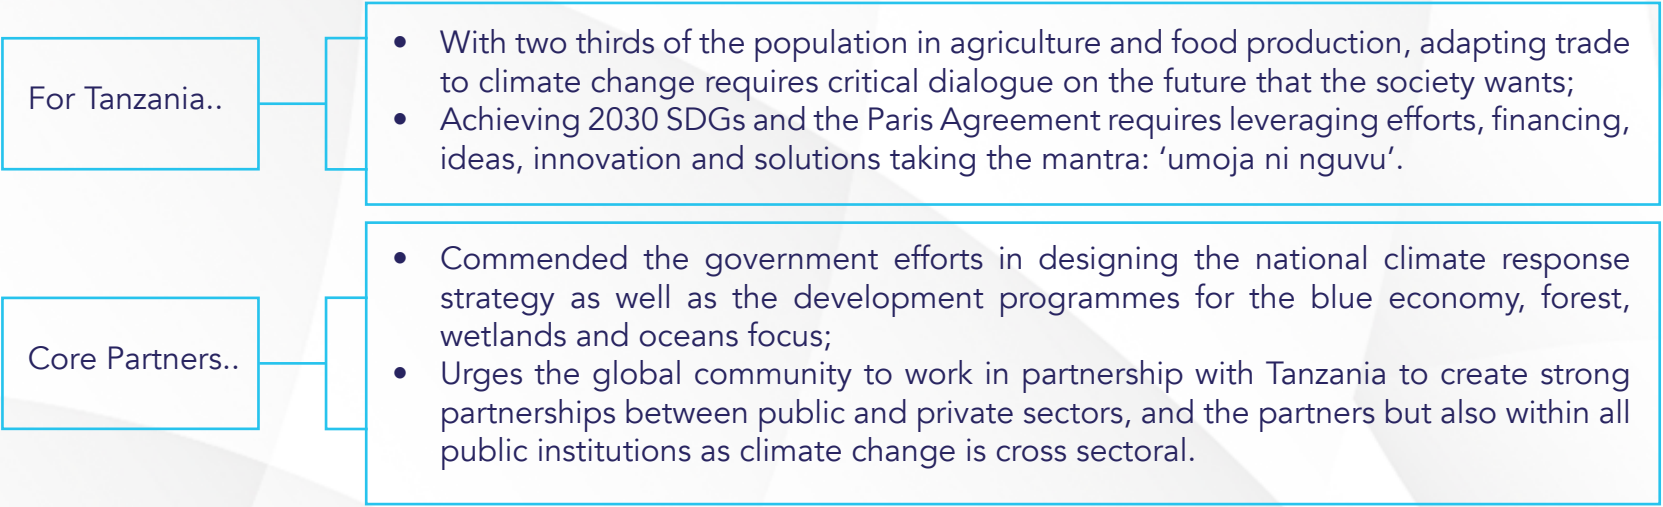 For Tanzania..
• With two thirds of the population in agriculture and food production, adapting trade
to climate change requires critical dialogue on the future that the society wants;
• Achieving 2030 SDGs and the Paris Agreement requires leveraging efforts, financing,
ideas, innovation and solutions taking the mantra: ‘umoja ni nguvu’.
Core Partners..
• Commended the government efforts in designing the national climate response
strategy as well as the development programmes for the blue economy, forest,
wetlands and oceans focus;
• Urges the global community to work in partnership with Tanzania to create strong
partnerships between public and private sectors, and the partners but also within all
public institutions as climate change is cross sectoral.